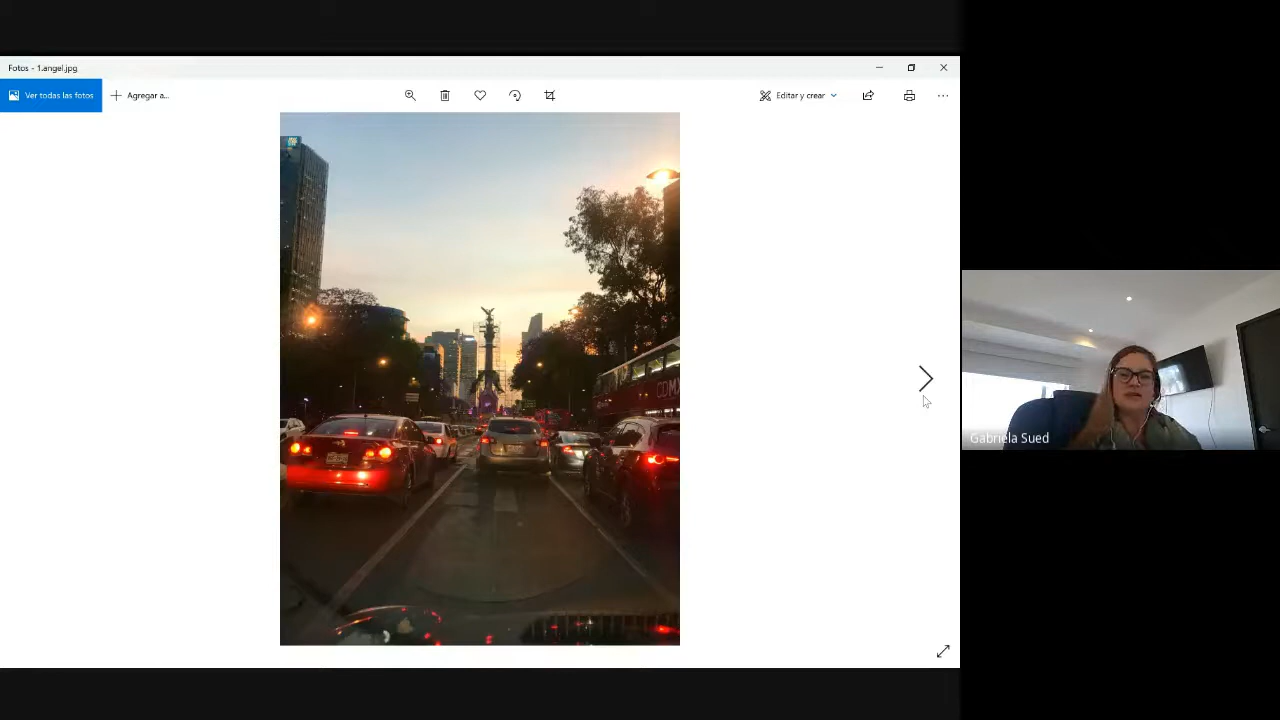 Fotos - 1.angel.jpg
Ver todas las fotos
Agregar a...
Editar y crear
CDMX
Gabriela Sued